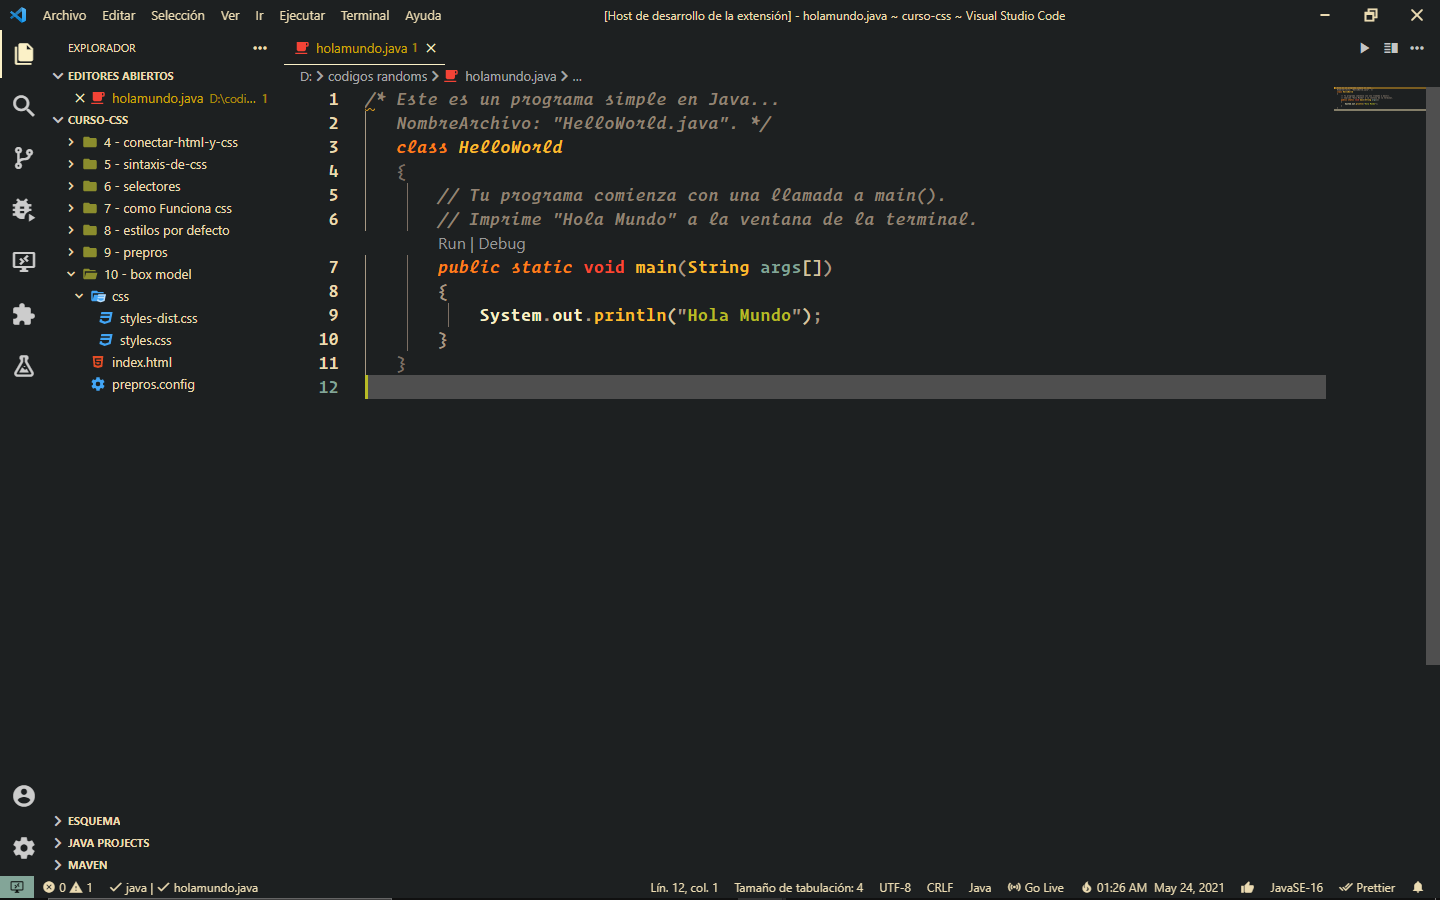 Archivo Editar Selección Ver Ir Ejecutar Terminal Ayuda
[Host de desarrollo de la extensión] - holamundo.java ~ curso-css ~ Visual Studio Code
EXPLORADOR
EDITORES ABIERTOS
holamundo.java D:\codi... 1
CURSO-CSS
4 - conectar-html-y-css
5 - sintaxis-de-css
6 - selectores
7 - como Funciona css
8 - estilos por defecto
9 - prepros
10 - box model
css
styles-dist.css
styles.css
index.html
prepros.config
ESQUEMA
JAVA PROJECTS
MAVEN
holamundo.java 1
D: > codigos randoms > holamundo.java > ...
1 /* Este es un programa simple en Java...
2 NombreArchivo: "HelloWorld.java". */
3 class HelloWorld
4 {
5 // Tu programa comienza con una llamada a main().
6 // Imprime "Hola Mundo" a la ventana de la terminal.
Run | Debug
7 public static void main(String args[])
8 {
9 System.out.println("Hola Mundo");
10 }
11 }
12
0 1 java | holamundo.java
Lín. 12, col. 1 Tamaño de tabulación: 4 UTF-8 CRLF Java Go Live 01:26 AM May 24, 2021 JavaSE-16 Prettier